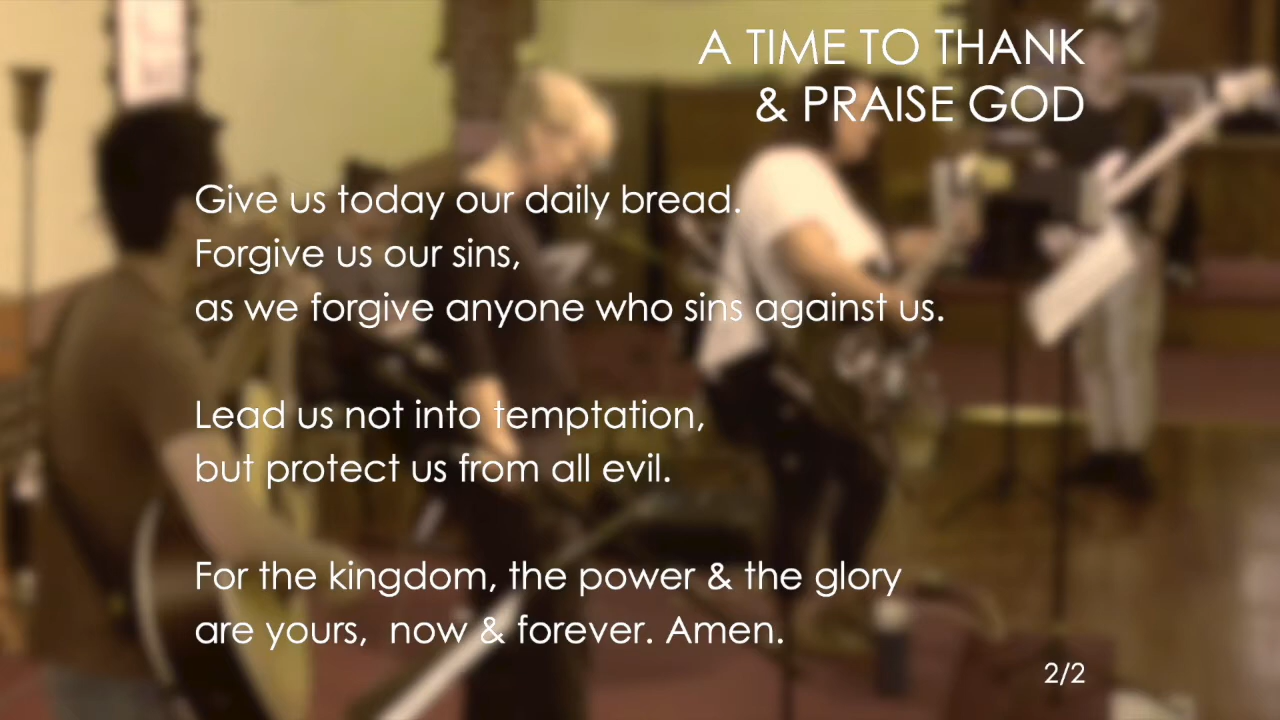 A TIME TO THANK
& PRAISE GOD
Give us today our daily bread.
Forgive us our sins,
as we forgive anyone who sins against us.
Lead us not into temptation,
but protect us from all evil.
For the kingdom, the power & the glory
are yours,  now & forever. Amen.
2/2